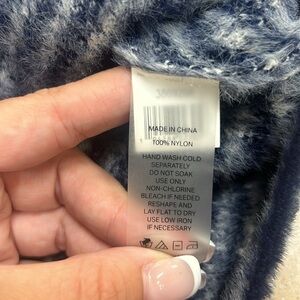 MADE IN CHINA
100% NYLON
HAND WASH COLD
SEPARATELY
DO NOT SOAK
USE ONLY
NON-CHLORINE
BLEACH IF NEEDED
RESHAPE AND
LAY FLAT TO DRY
USE LOW IRON
IF NECESSARY